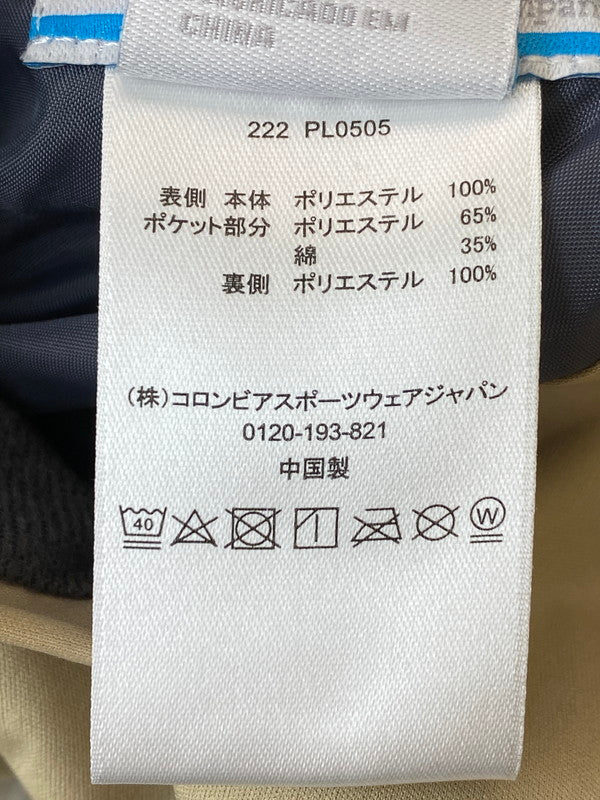 CHINA
222 PL0505
表側 本体 ポリエステル 100%
ポケット部分 ポリエステル 65%
綿 35%
裏側 ポリエステル 100%
(株)コロンビアスポーツウェアジャパン
0120-193-821
中国製
40 W